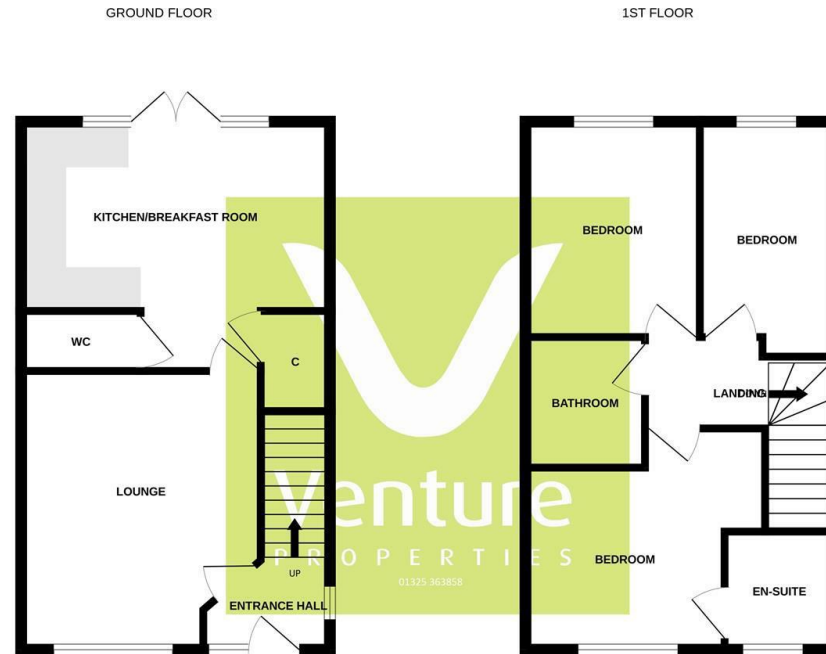 GROUND FLOOR
1ST FLOOR
KITCHEN/BREAKFAST ROOM
WC
C
LOUNGE
UP
ENTRANCE HALL
BEDROOM
BEDROOM
BATHROOM
LANDING
BEDROOM
EN-SUITE
Venture
PROPERTIES
01325 363858